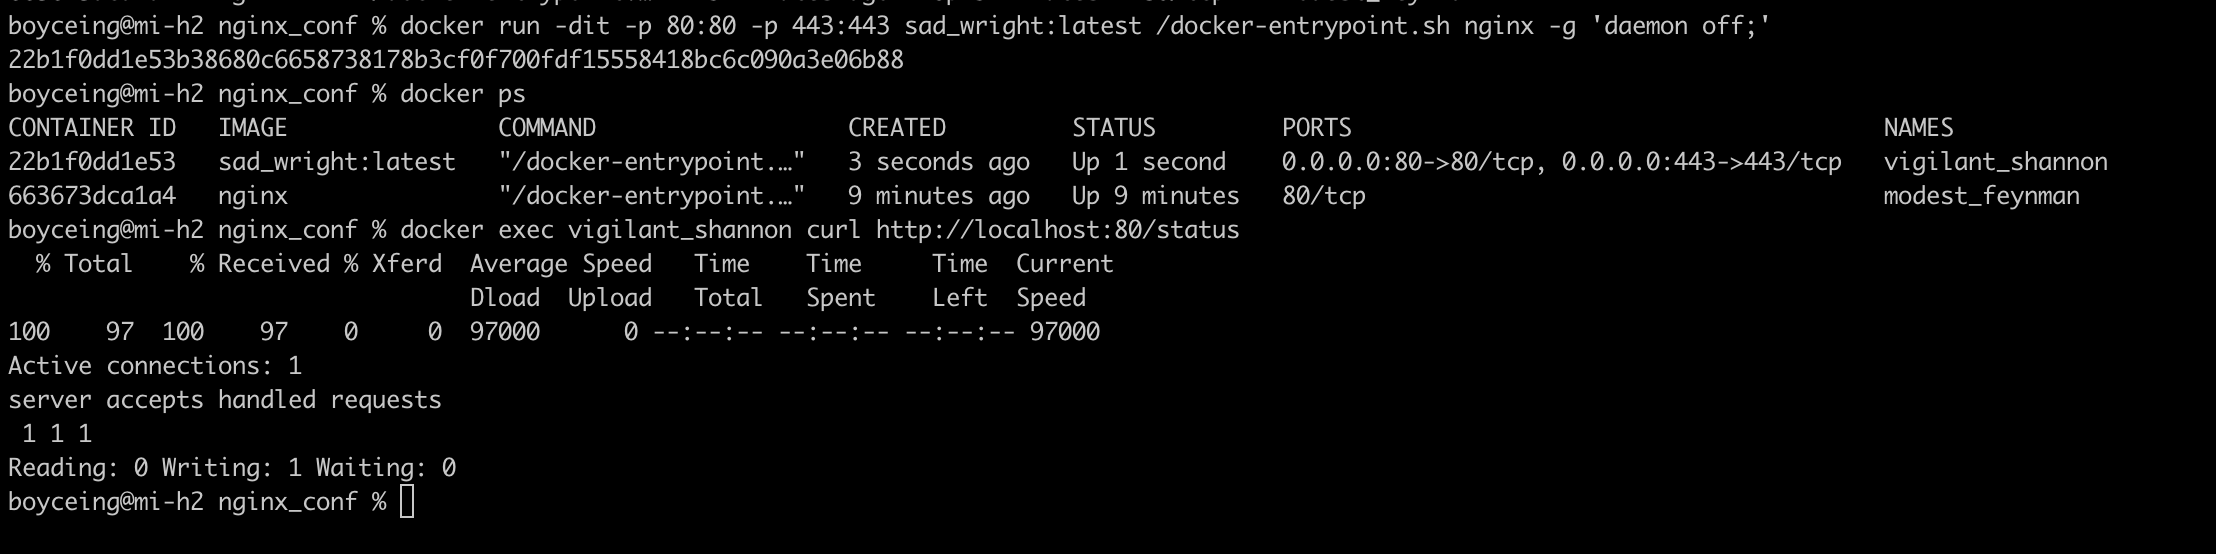 boyceing@mi-h2 nginx_conf % docker run -dit -p 80:80 -p 443:443 sad_wright:latest /docker-entrypoint.sh nginx -g 'daemon off;'
22b1f0dd1e53b38680c6658738178b3cf0f700fdf15558418bc6c090a3e06b88
boyceing@mi-h2 nginx_conf % docker ps
CONTAINER ID   IMAGE               COMMAND                  CREATED         STATUS         PORTS                                      NAMES
22b1f0dd1e53   sad_wright:latest   "/docker-entrypoint.…"   3 seconds ago   Up 1 second    0.0.0.0:80->80/tcp, 0.0.0.0:443->443/tcp   vigilant_shannon
663673dca1a4   nginx               "/docker-entrypoint.…"   9 minutes ago   Up 9 minutes   80/tcp                                     modest_feynman
boyceing@mi-h2 nginx_conf % docker exec vigilant_shannon curl http://localhost:80/status
  % Total    % Received % Xferd  Average Speed   Time    Time     Time  Current
                                 Dload  Upload   Total   Spent    Left  Speed
100    97  100    97    0     0  97000      0 --:--:-- --:--:-- --:--:-- 97000
Active connections: 1
server accepts handled requests
 1 1 1
Reading: 0 Writing: 1 Waiting: 0
boyceing@mi-h2 nginx_conf %